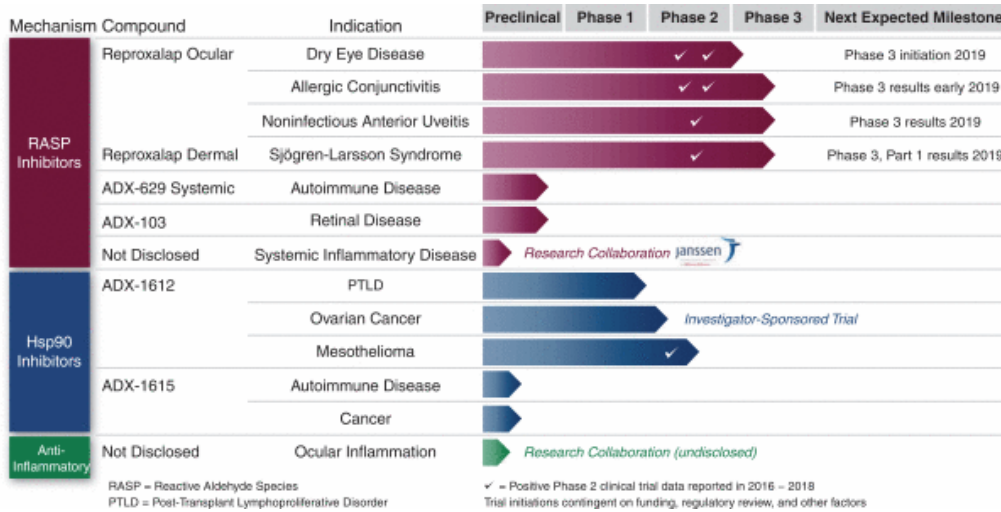 Mechanism Compound Indication Preclinical Phase 1 Phase 2 Phase 3 Next Expected Milestone
RASP Inhibitors
Reproxalap Ocular Dry Eye Disease ✓ ✓ Phase 3 initiation 2019
Allergic Conjunctivitis ✓ ✓ Phase 3 results early 2019
Noninfectious Anterior Uveitis ✓ Phase 3 results 2019
Reproxalap Dermal Sjögren-Larsson Syndrome ✓ Phase 3, Part 1 results 2019
ADX-629 Systemic Autoimmune Disease
ADX-103 Retinal Disease
Not Disclosed Systemic Inflammatory Disease Research Collaboration janssen
Hsp90 Inhibitors
ADX-1612 PTLD
Ovarian Cancer Investigator-Sponsored Trial
Mesothelioma ✓
ADX-1615 Autoimmune Disease
Cancer
Anti-Inflammatory
Not Disclosed Ocular Inflammation Research Collaboration (undisclosed)
RASP = Reactive Aldehyde Species ✓ = Positive Phase 2 clinical trial data reported in 2016 – 2018
PTLD = Post-Transplant Lymphoproliferative Disorder Trial initiations contingent on funding, regulatory review, and other factors